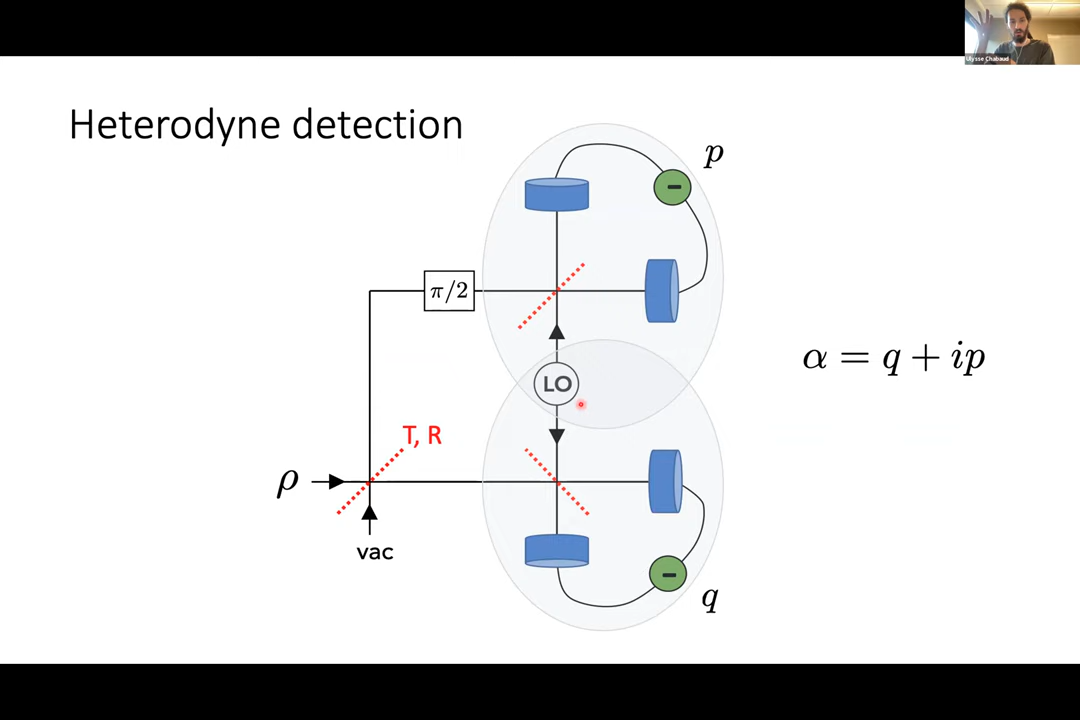 Ulysse Chabaud
Heterodyne detection
p
π/2
LO
α = q + ip
T, R
ρ
vac
q